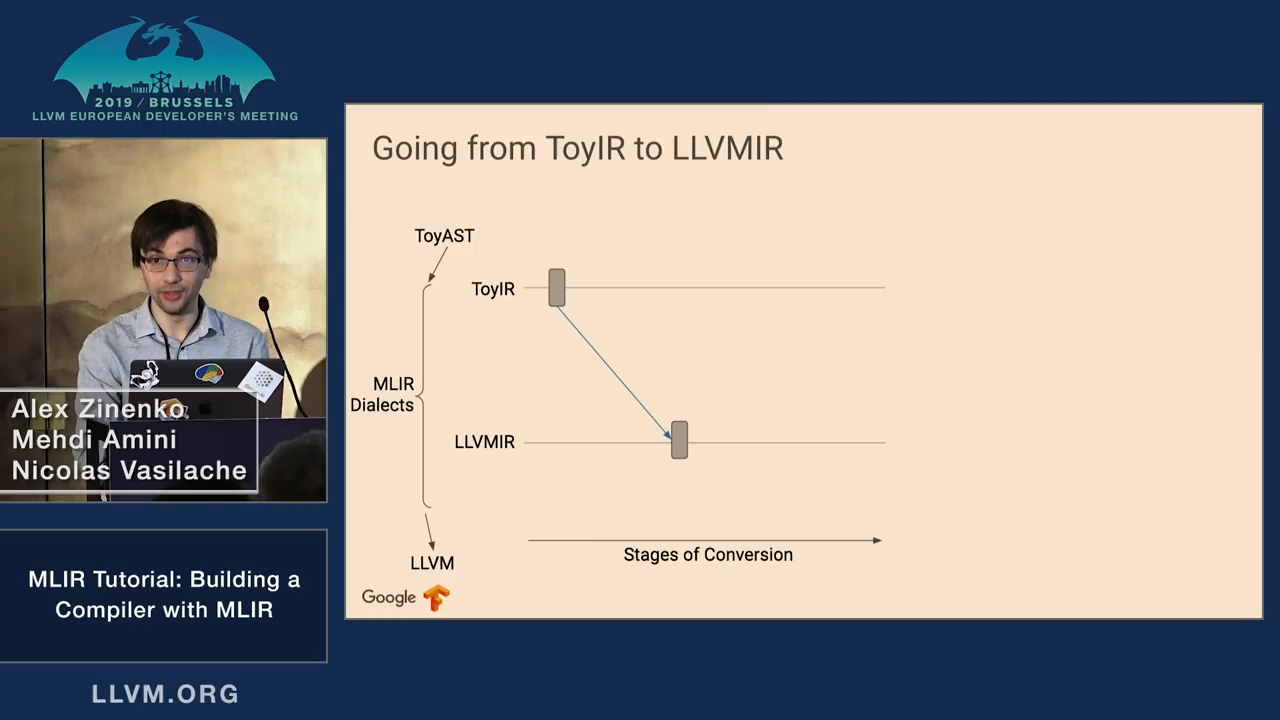 2019 / BRUSSELS
LLVM EUROPEAN DEVELOPER'S MEETING
Going from ToyIR to LLVMIR
ToyAST
ToyIR
MLIR
Dialects
LLVMIR
Stages of Conversion
LLVM
Google
Alex Zinenko
Mehdi Amini
Nicolas Vasilache
MLIR Tutorial: Building a
Compiler with MLIR
LLVM.ORG